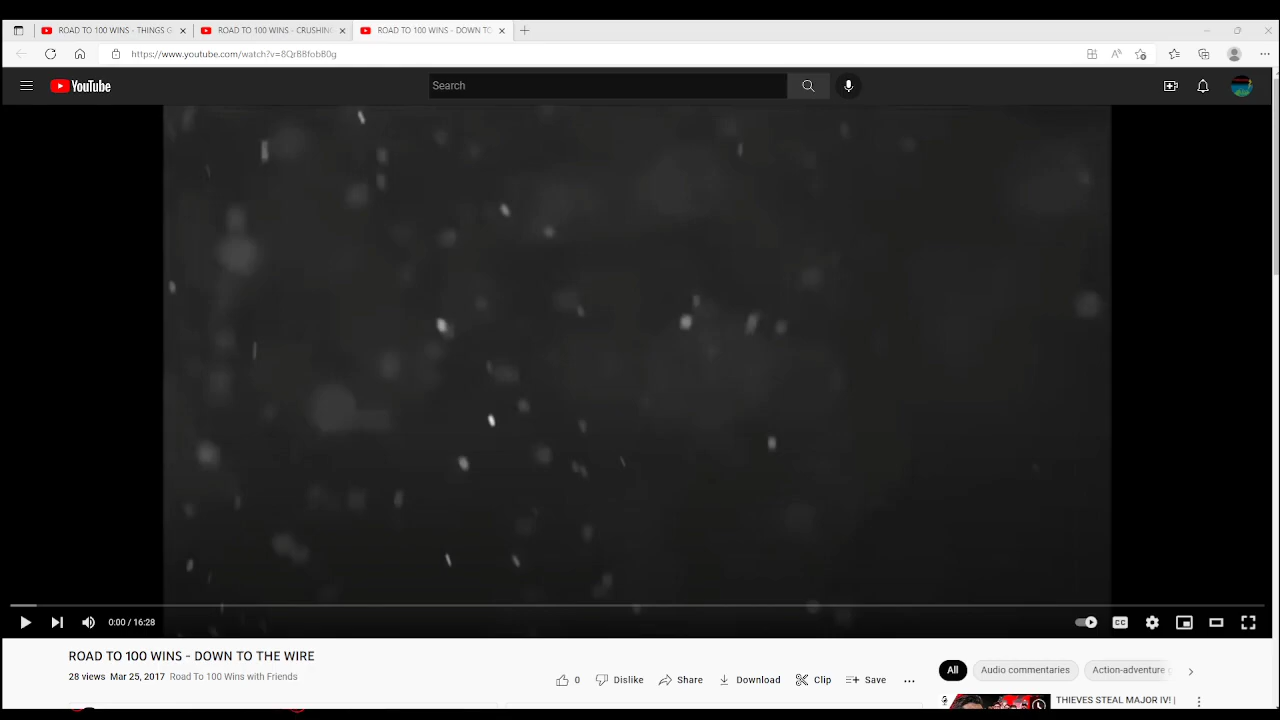 ROAD TO 100 WINS - THINGS G
ROAD TO 100 WINS - CRUSHING
ROAD TO 100 WINS - DOWN TO
https://www.youtube.com/watch?v=8QrBBfobB0g
YouTube
Search
0:00 / 16:28
CC
ROAD TO 100 WINS - DOWN TO THE WIRE
28 views Mar 25, 2017 Road To 100 Wins with Friends
0 Dislike Share Download Clip Save
All Audio commentaries Action-adventure
THIEVES STEAL MAJOR IV! |